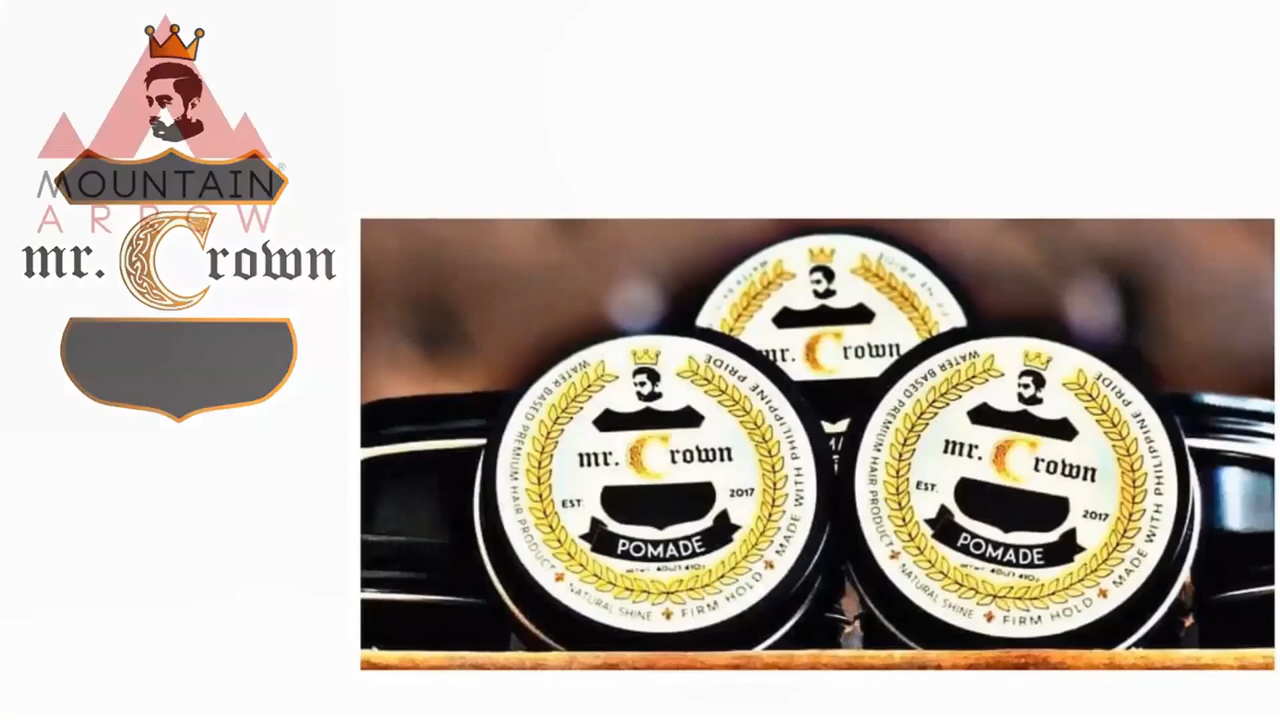 MOUNTAIN
ARROW
mr. Crown
mr. Crown
WATER BASED PREMIUM HAIR PRODUCT
MADE WITH PHILIPPINE PRIDE
mr. Crown
EST. 2017
POMADE
NATURAL SHINE
FIRM HOLD
WATER BASED PREMIUM HAIR PRODUCT
MADE WITH PHILIPPINE PRIDE
mr. Crown
EST. 2017
POMADE
NATURAL SHINE
FIRM HOLD